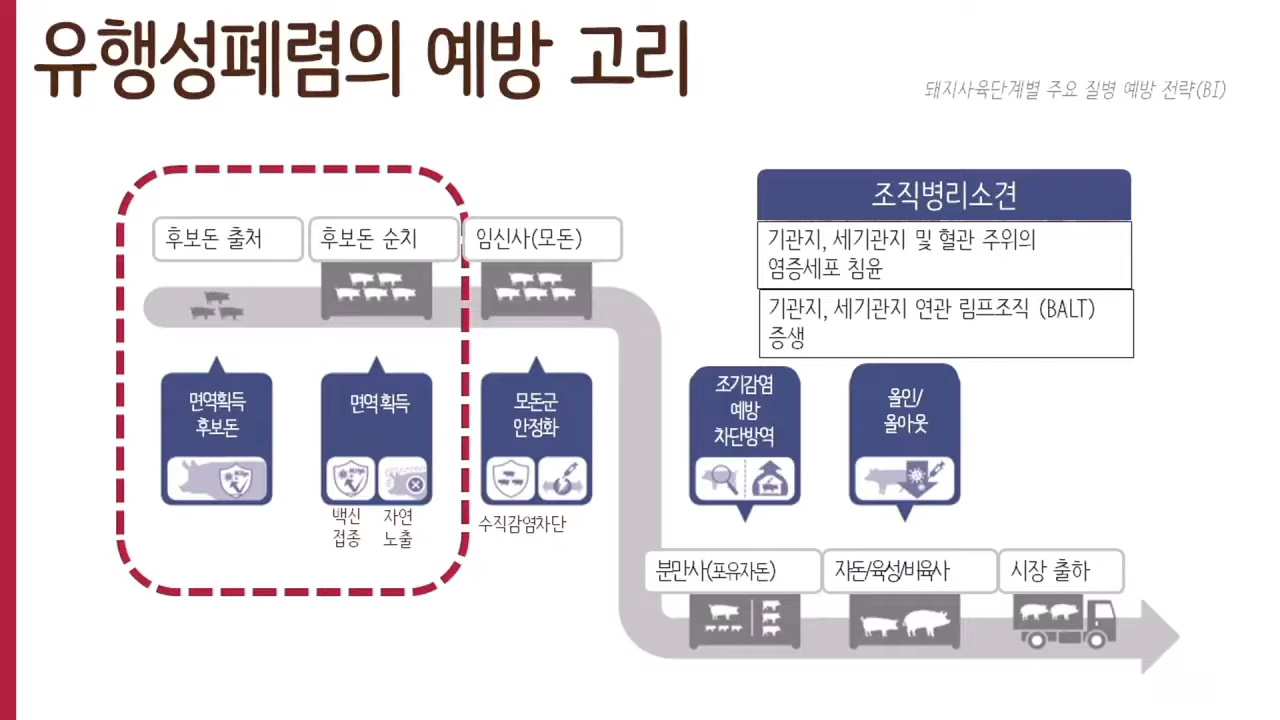 유행성폐렴의 예방 고리
돼지사육단계별 주요 질병 예방 전략(BI)
조직병리소견
기관지, 세기관지 및 혈관 주위의
염증세포 침윤
기관지, 세기관지 연관 림프조직 (BALT)
증생
후보돈 출처
후보돈 순치
임신사(모돈)
면역획득
후보돈
면역획득
백신
접종
자연
노출
모돈군
안정화
수직감염차단
조기감염
예방
차단방역
올인/
올아웃
분만사(포유자돈)
자돈/육성/비육사
시장 출하